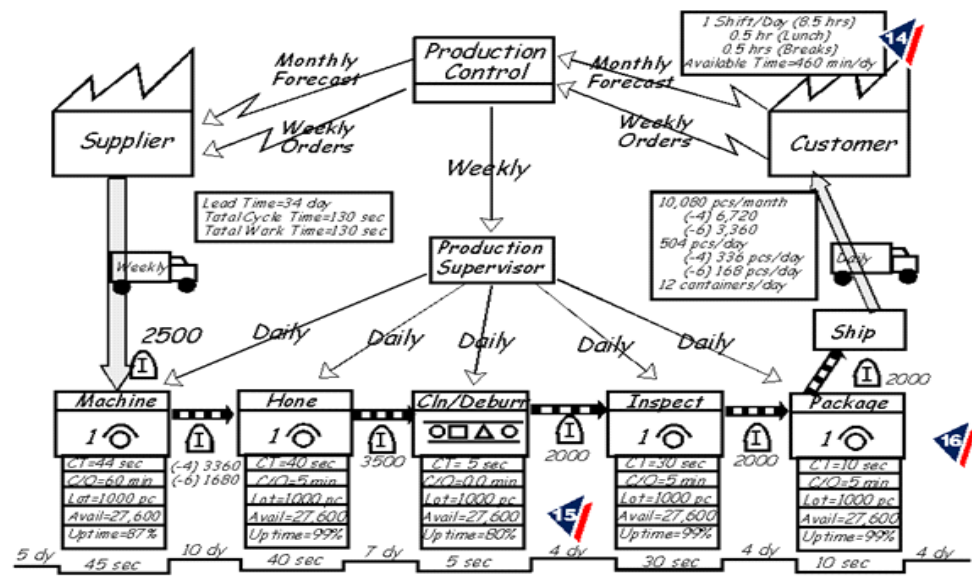 1 Shift/Day (8.5 hrs)
0.5 hr (Lunch)
0.5 hrs (Breaks)
Available Time=460 min/dy
14
Production
Control
Monthly
Forecast
Monthly
Forecast
Supplier
Weekly
Orders
Weekly
Orders
Customer
Weekly
Lead Time=34 day
Total Cycle Time=130 sec
Total Work Time=130 sec
10,080 pcs/month
(-4) 6,720
(-6) 3,360
504 pcs/day
(-4) 336 pcs/day
(-6) 168 pcs/day
12 containers/day
Production
Supervisor
Weekly
Daily
2500
I
Daily
Daily
Daily
Daily
Daily
Ship
I
2000
Machine
Hone
Cln/Deburr
Inspect
Package
1
1
1
1
I
I
I
I
16
(-4) 3360
(-6) 1680
3500
2000
2000
CT=44 sec
C/O=60 min
Lot=1000 pc
Avail=27,600
Uptime=87%
CT=40 sec
C/O=5 min
Lot=1000 pc
Avail=27,600
Uptime=99%
CT= 5 sec
C/O=0.0 min
Lot=1000 pc
Avail=27,600
Uptime=80%
15
CT=30 sec
C/O=5 min
Lot=1000 pc
Avail=27,600
Uptime=99%
CT=10 sec
C/O=5 min
Lot=1000 pc
Avail=27,600
Uptime=99%
5 dy
45 sec
10 dy
40 sec
7 dy
5 sec
4 dy
30 sec
4 dy
10 sec
4 dy